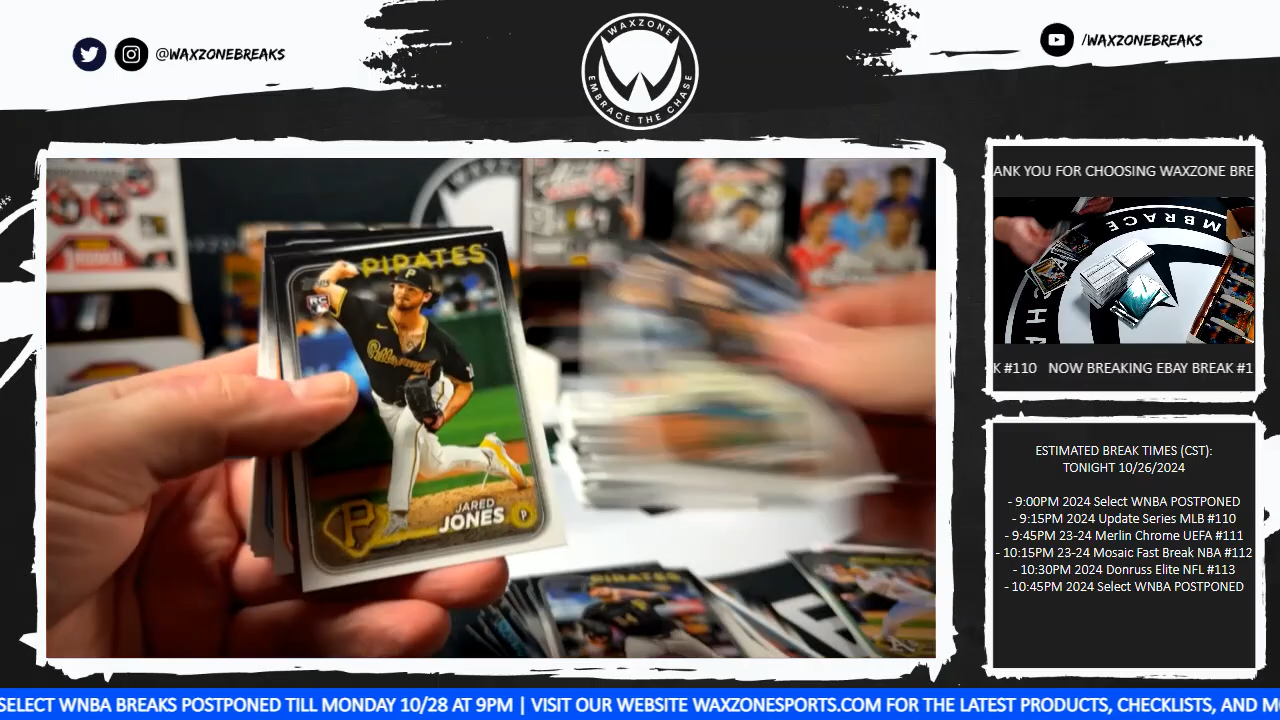 @WAXZONEBREAKS
WAXZONE
EMBRACE THE CHASE
/WAXZONEBREAKS
PIRATES
RC
P
Pittsburgh
JARED
JONES
P
PIRATES
ANK YOU FOR CHOOSING WAXZONE BRE
MBRACE
CHA
K #110 NOW BREAKING EBAY BREAK #1
ESTIMATED BREAK TIMES (CST):
TONIGHT 10/26/2024
- 9:00PM 2024 Select WNBA POSTPONED
- 9:15PM 2024 Update Series MLB #110
- 9:45PM 23-24 Merlin Chrome UEFA #111
- 10:15PM 23-24 Mosaic Fast Break NBA #112
- 10:30PM 2024 Donruss Elite NFL #113
- 10:45PM 2024 Select WNBA POSTPONED
SELECT WNBA BREAKS POSTPONED TILL MONDAY 10/28 AT 9PM | VISIT OUR WEBSITE WAXZONESPORTS.COM FOR THE LATEST PRODUCTS, CHECKLISTS, AND M